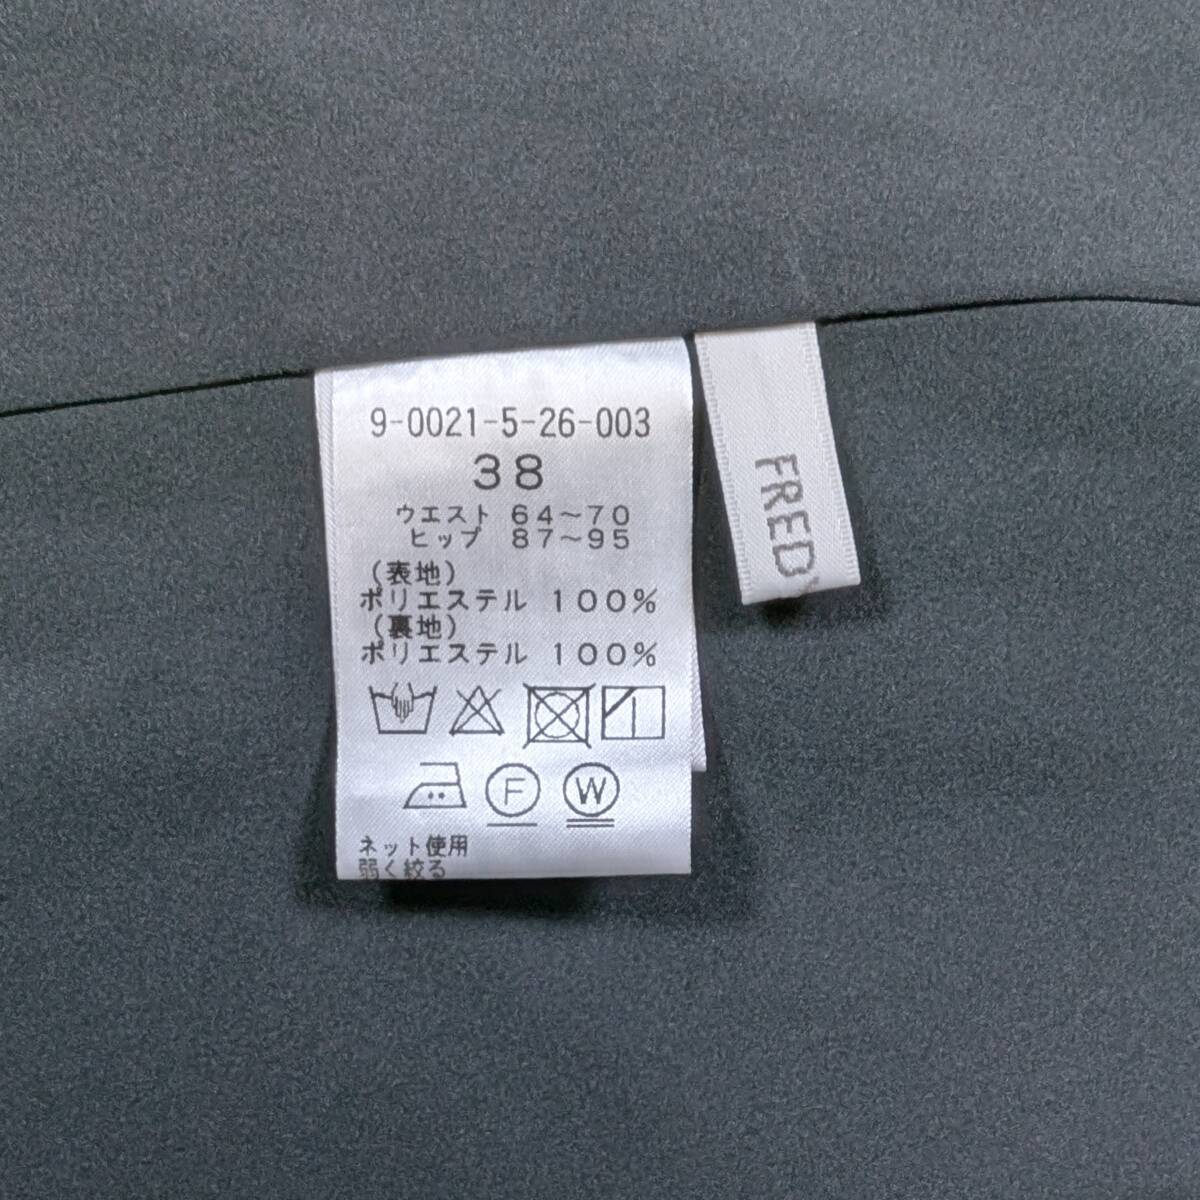 9-0021-5-26-003
38
ウエスト 64～70
ヒップ 87～95
(表地)
ポリエステル 100%
(裏地)
ポリエステル 100%
F W
ネット使用
弱く絞る
FRED